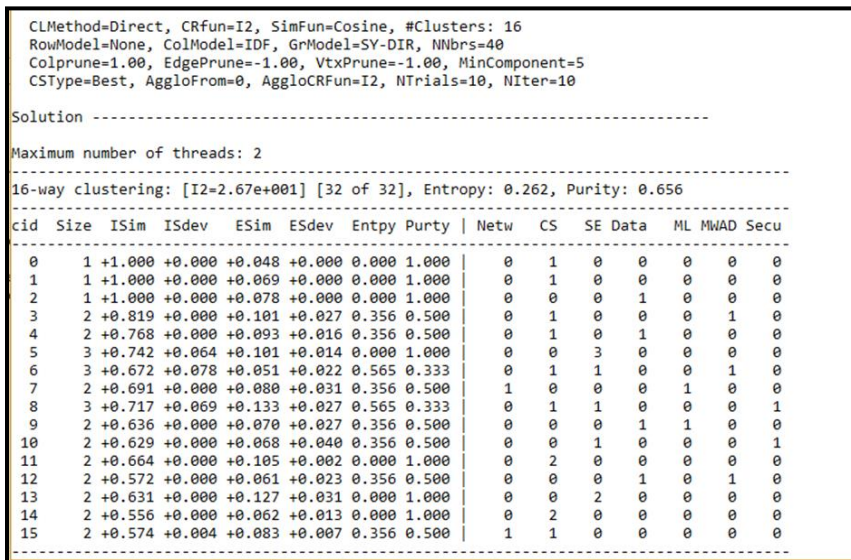 CLMethod=Direct, CRfun=I2, SimFun=Cosine, #Clusters: 16
RowModel=None, ColModel=IDF, GrModel=SY-DIR, NNbrs=40
Colprune=1.00, EdgePrune=-1.00, VtxPrune=-1.00, MinComponent=5
CSType=Best, AggloFrom=0, AggloCRFun=I2, NTrials=10, NIter=10
Solution ---------------------------------------------------------------------
Maximum number of threads: 2
16-way clustering: [I2=2.67e+001] [32 of 32], Entropy: 0.262, Purity: 0.656
cid Size ISim ISdev ESim ESdev Entpy Purty | Netw CS SE Data ML MWAD Secu
0 1 +1.000 +0.000 +0.048 +0.000 0.000 1.000 | 0 1 0 0 0 0 0
1 1 +1.000 +0.000 +0.069 +0.000 0.000 1.000 | 0 1 0 0 0 0 0
2 1 +1.000 +0.000 +0.078 +0.000 0.000 1.000 | 0 0 0 1 0 0 0
3 2 +0.819 +0.000 +0.101 +0.027 0.356 0.500 | 0 1 0 0 0 1 0
4 2 +0.768 +0.000 +0.093 +0.016 0.356 0.500 | 0 1 0 1 0 0 0
5 3 +0.742 +0.064 +0.101 +0.014 0.000 1.000 | 0 0 3 0 0 0 0
6 3 +0.672 +0.078 +0.051 +0.022 0.565 0.333 | 0 1 1 0 0 1 0
7 2 +0.691 +0.000 +0.080 +0.031 0.356 0.500 | 1 0 0 0 1 0 0
8 3 +0.717 +0.069 +0.133 +0.027 0.565 0.333 | 0 1 1 0 0 0 1
9 2 +0.636 +0.000 +0.070 +0.027 0.356 0.500 | 0 0 0 1 1 0 0
10 2 +0.629 +0.000 +0.068 +0.040 0.356 0.500 | 0 0 1 0 0 0 1
11 2 +0.664 +0.000 +0.105 +0.002 0.000 1.000 | 0 2 0 0 0 0 0
12 2 +0.572 +0.000 +0.061 +0.023 0.356 0.500 | 0 0 0 1 0 1 0
13 2 +0.631 +0.000 +0.127 +0.031 0.000 1.000 | 0 0 2 0 0 0 0
14 2 +0.556 +0.000 +0.062 +0.013 0.000 1.000 | 0 2 0 0 0 0 0
15 2 +0.574 +0.004 +0.083 +0.007 0.356 0.500 | 1 1 0 0 0 0 0